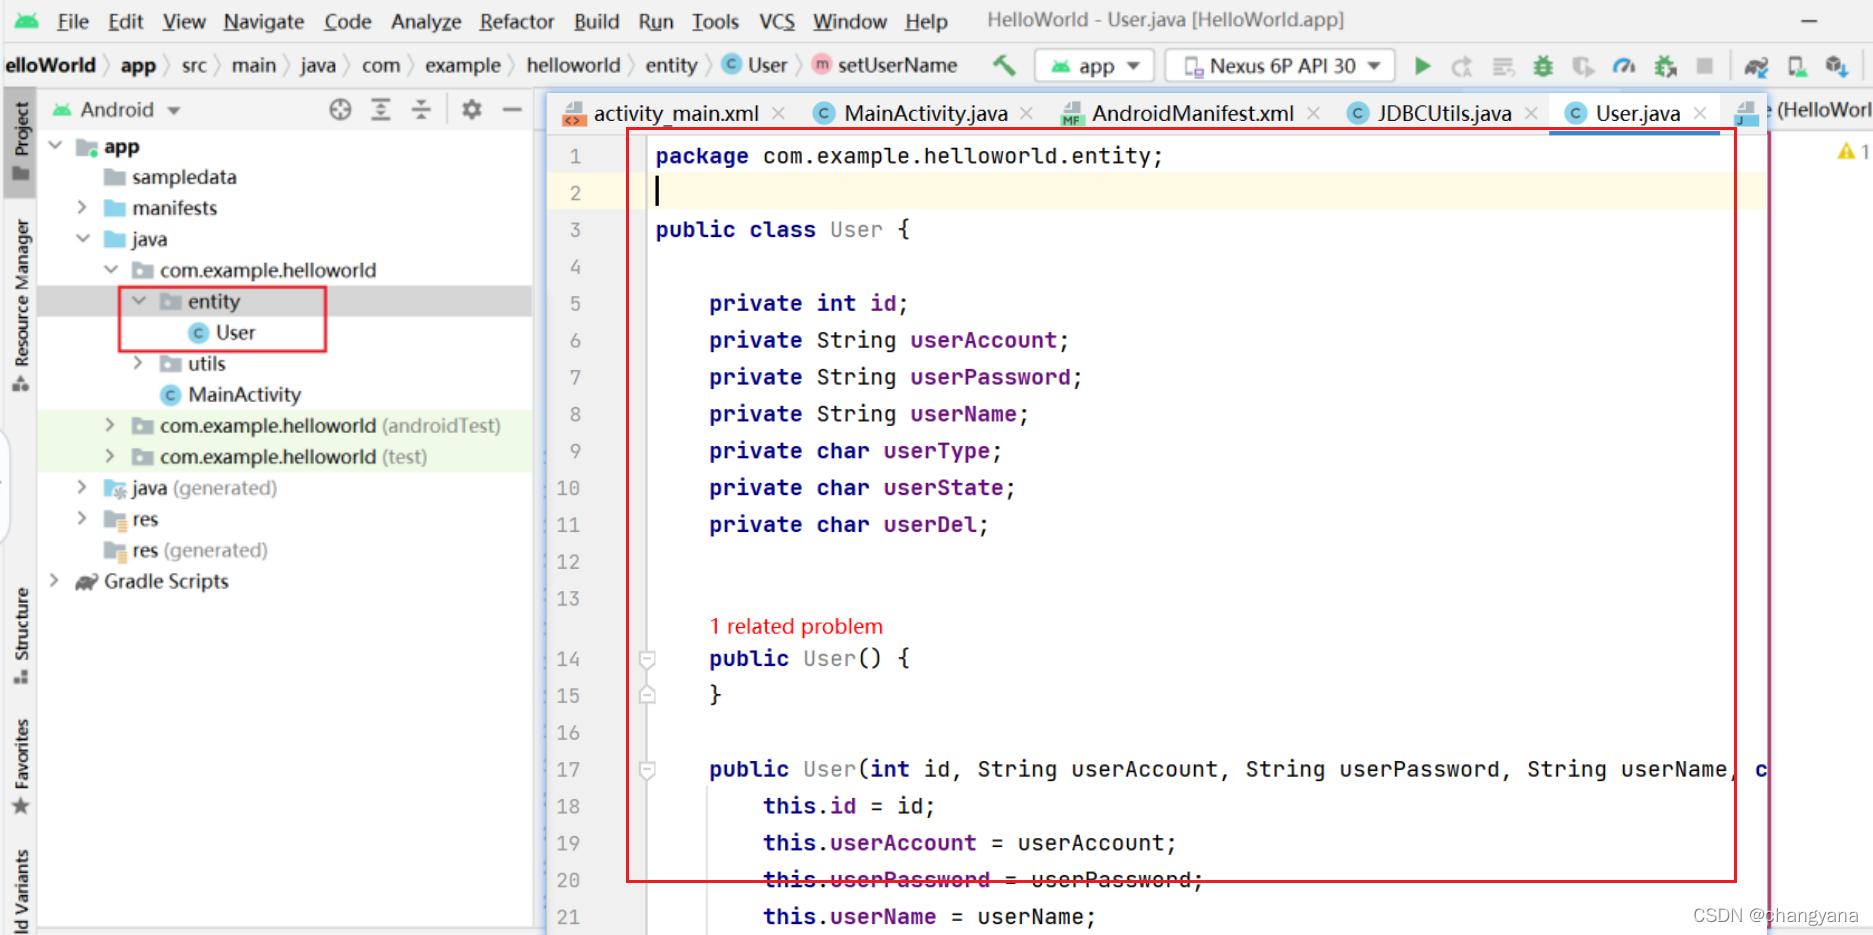 File Edit View Navigate Code Analyze Refactor Build Run Tools VCS Window Help HelloWorld - User.java [HelloWorld.app]
elloWorld app src main java com example helloworld entity C User m setUserName app Nexus 6P API 30
Project
Resource Manager
Structure
Favorites
ld Variants
Android
app
sampledata
manifests
java
com.example.helloworld
entity
C User
utils
C MainActivity
com.example.helloworld (androidTest)
com.example.helloworld (test)
java (generated)
res
res (generated)
Gradle Scripts
activity_main.xml C MainActivity.java MF AndroidManifest.xml C JDBCUtils.java C User.java J e (HelloWorl
1
1 package com.example.helloworld.entity;
2
3 public class User {
4
5 private int id;
6 private String userAccount;
7 private String userPassword;
8 private String userName;
9 private char userType;
10 private char userState;
11 private char userDel;
12
13
1 related problem
14 public User() {
15 }
16
17 public User(int id, String userAccount, String userPassword, String userName, c
18 this.id = id;
19 this.userAccount = userAccount;
20 this.userPassword = userPassword;
21 this.userName = userName;
CSDN @changyana